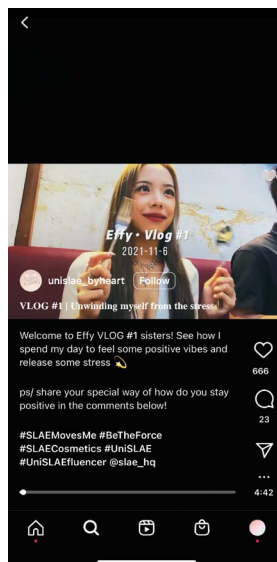 Effy • Vlog #1
2021-11-6
unislae_byheart Follow
VLOG #1 | Unwinding myself from the stress
Welcome to Effy VLOG #1 sisters! See how I
spend my day to feel some positive vibes and
release some stress 💫
666
ps/ share your special way of how do you stay
positive in the comments below!
23
#SLAEMovesMe #BeTheForce
#SLAECosmetics #UniSLAE
#UniSLAEfluencer @slae_hq
4:42